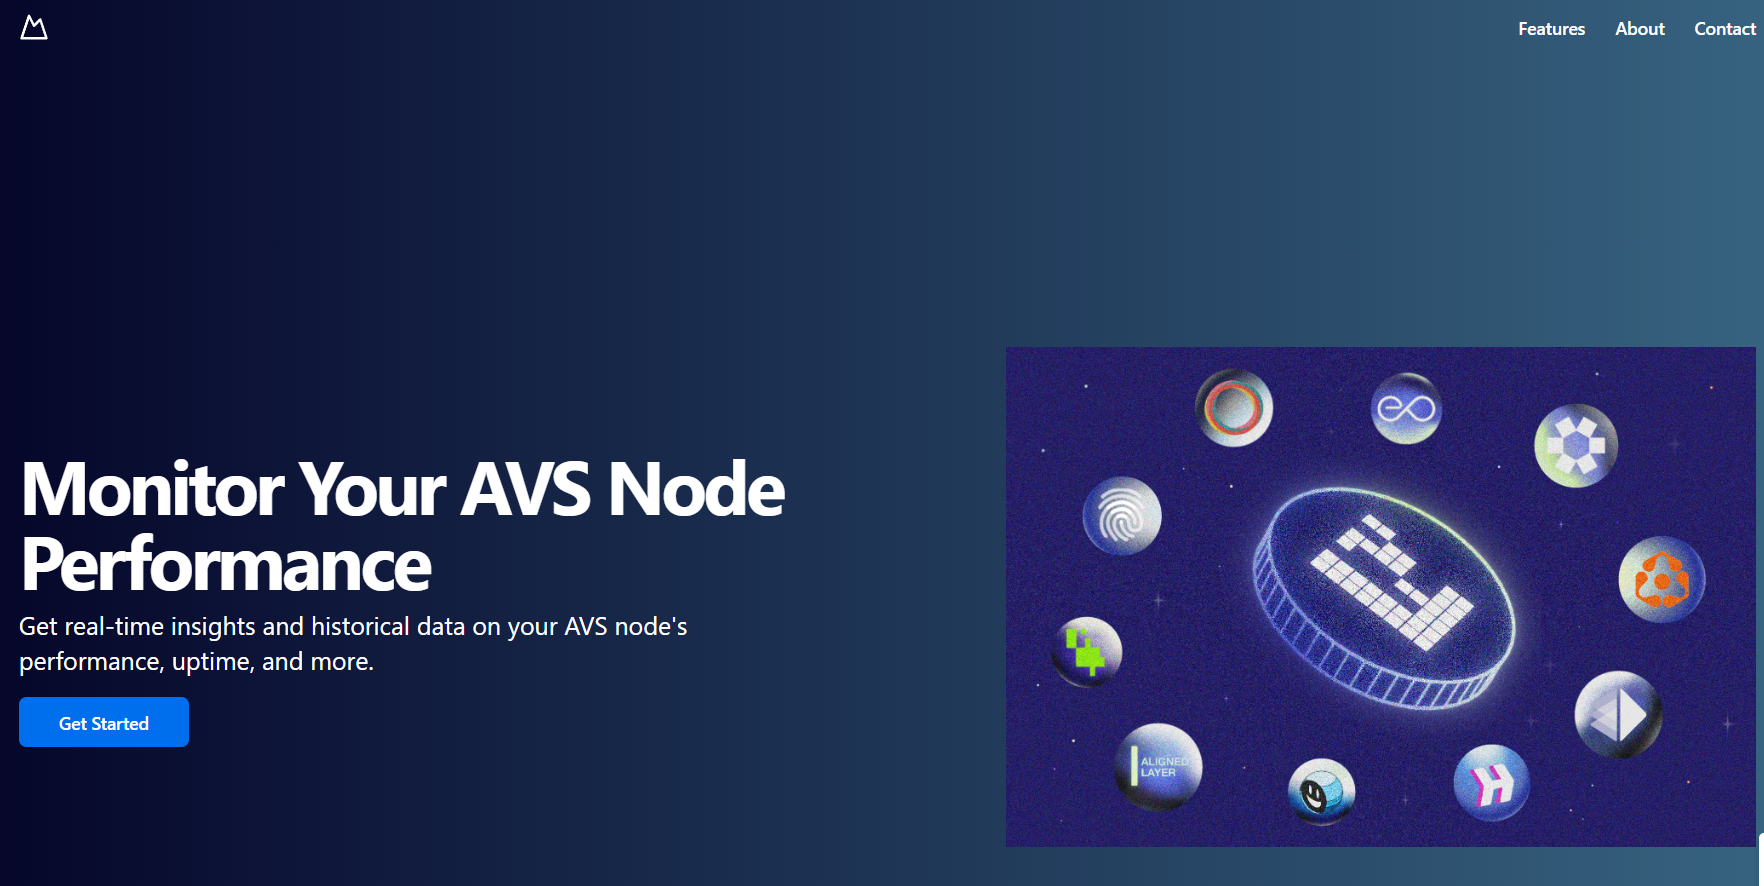 Features
About
Contact
Monitor Your AVS Node
Performance
Get real-time insights and historical data on your AVS node's
performance, uptime, and more.
Get Started
ALIGNED
LAYER